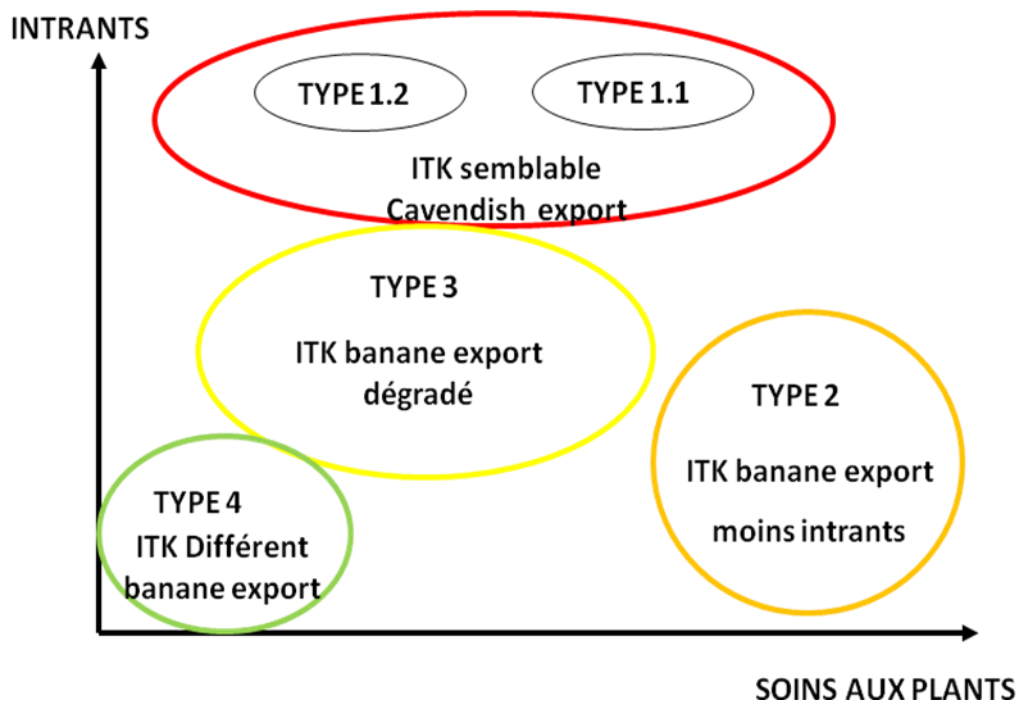 INTRANTS
TYPE 1.2
TYPE 1.1
ITK semblable
Cavendish export
TYPE 3
ITK banane export
dégradé
TYPE 2
ITK banane export
moins intrants
TYPE 4
ITK Différent
banane export
SOINS AUX PLANTS